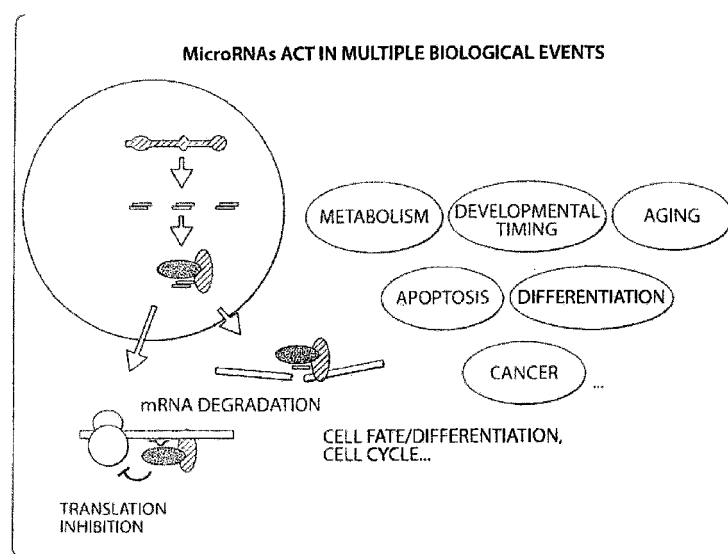 MicroRNAs ACT IN MULTIPLE BIOLOGICAL EVENTS
METABOLISM
DEVELOPMENTAL
TIMING
AGING
APOPTOSIS
DIFFERENTIATION
CANCER
...
mRNA DEGRADATION
CELL FATE/DIFFERENTIATION,
CELL CYCLE...
TRANSLATION
INHIBITION